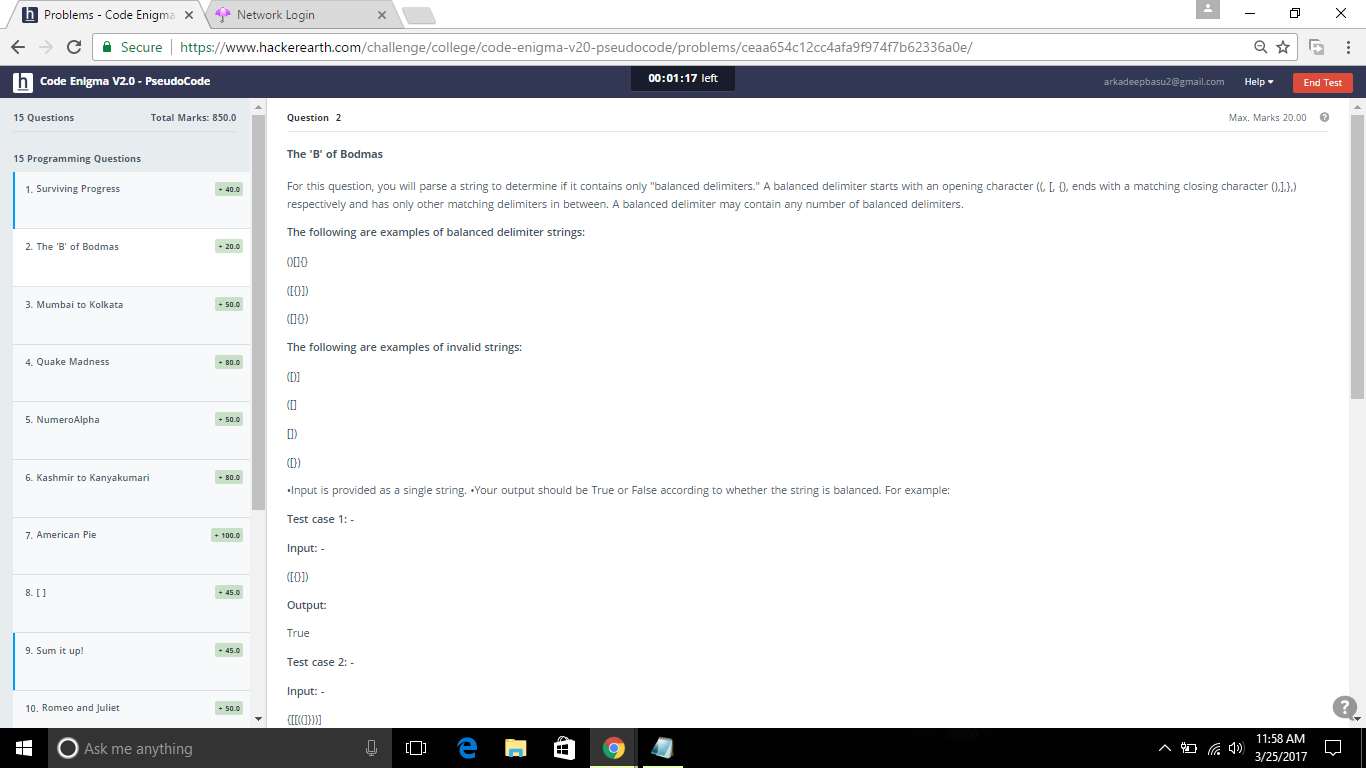 Problems - Code Enigma
Network Login
Secure
https://www.hackerearth.com/challenge/college/code-enigma-v20-pseudocode/problems/ceaa654c12cc4afa9f974f7b62336a0e/
h Code Enigma V2.0 - PseudoCode
00:01:17 left
arkadeepbasu2@gmail.com
Help
End Test
15 Questions
Total Marks: 850.0
15 Programming Questions
1. Surviving Progress
+ 40.0
2. The 'B' of Bodmas
+ 20.0
3. Mumbai to Kolkata
+ 50.0
4. Quake Madness
+ 80.0
5. NumeroAlpha
+ 50.0
6. Kashmir to Kanyakumari
+ 80.0
7. American Pie
+ 100.0
8. [ ]
+ 45.0
9. Sum it up!
+ 45.0
10. Romeo and Juliet
+ 50.0
Question 2
Max. Marks 20.00
The 'B' of Bodmas
For this question, you will parse a string to determine if it contains only "balanced delimiters." A balanced delimiter starts with an opening character ((, [, {), ends with a matching closing character (),],},)
respectively and has only other matching delimiters in between. A balanced delimiter may contain any number of balanced delimiters.
The following are examples of balanced delimiter strings:
()[]{}
([{}])
([]{})
The following are examples of invalid strings:
([)]
([]
[])
([})
•Input is provided as a single string. •Your output should be True or False according to whether the string is balanced. For example:
Test case 1: -
Input: -
([{}])
Output:
True
Test case 2: -
Input: -
{[[[((]}))]
Ask me anything
11:58 AM
3/25/2017